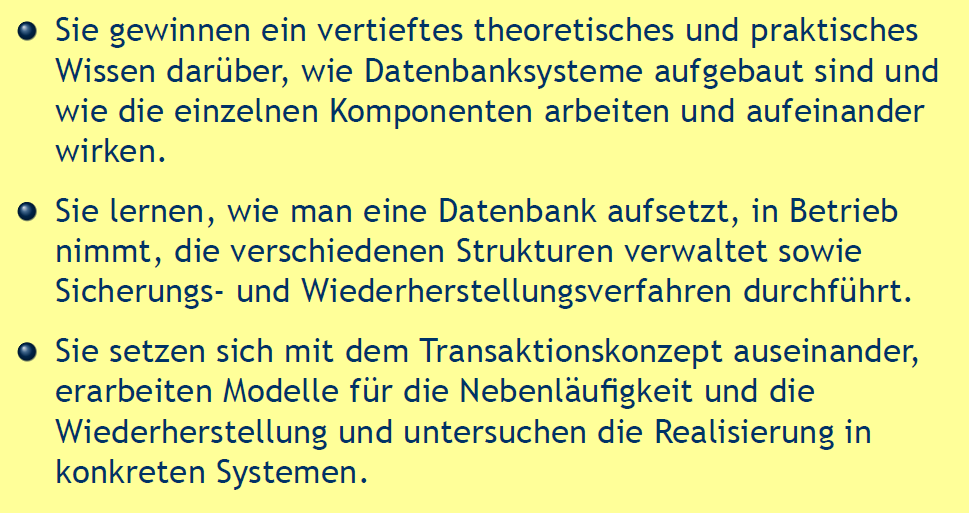 Sie gewinnen ein vertieftes theoretisches und praktisches
Wissen darüber, wie Datenbanksysteme aufgebaut sind und
wie die einzelnen Komponenten arbeiten und aufeinander
wirken.
Sie lernen, wie man eine Datenbank aufsetzt, in Betrieb
nimmt, die verschiedenen Strukturen verwaltet sowie
Sicherungs- und Wiederherstellungsverfahren durchführt.
Sie setzen sich mit dem Transaktionskonzept auseinander,
erarbeiten Modelle für die Nebenläufigkeit und die
Wiederherstellung und untersuchen die Realisierung in
konkreten Systemen.